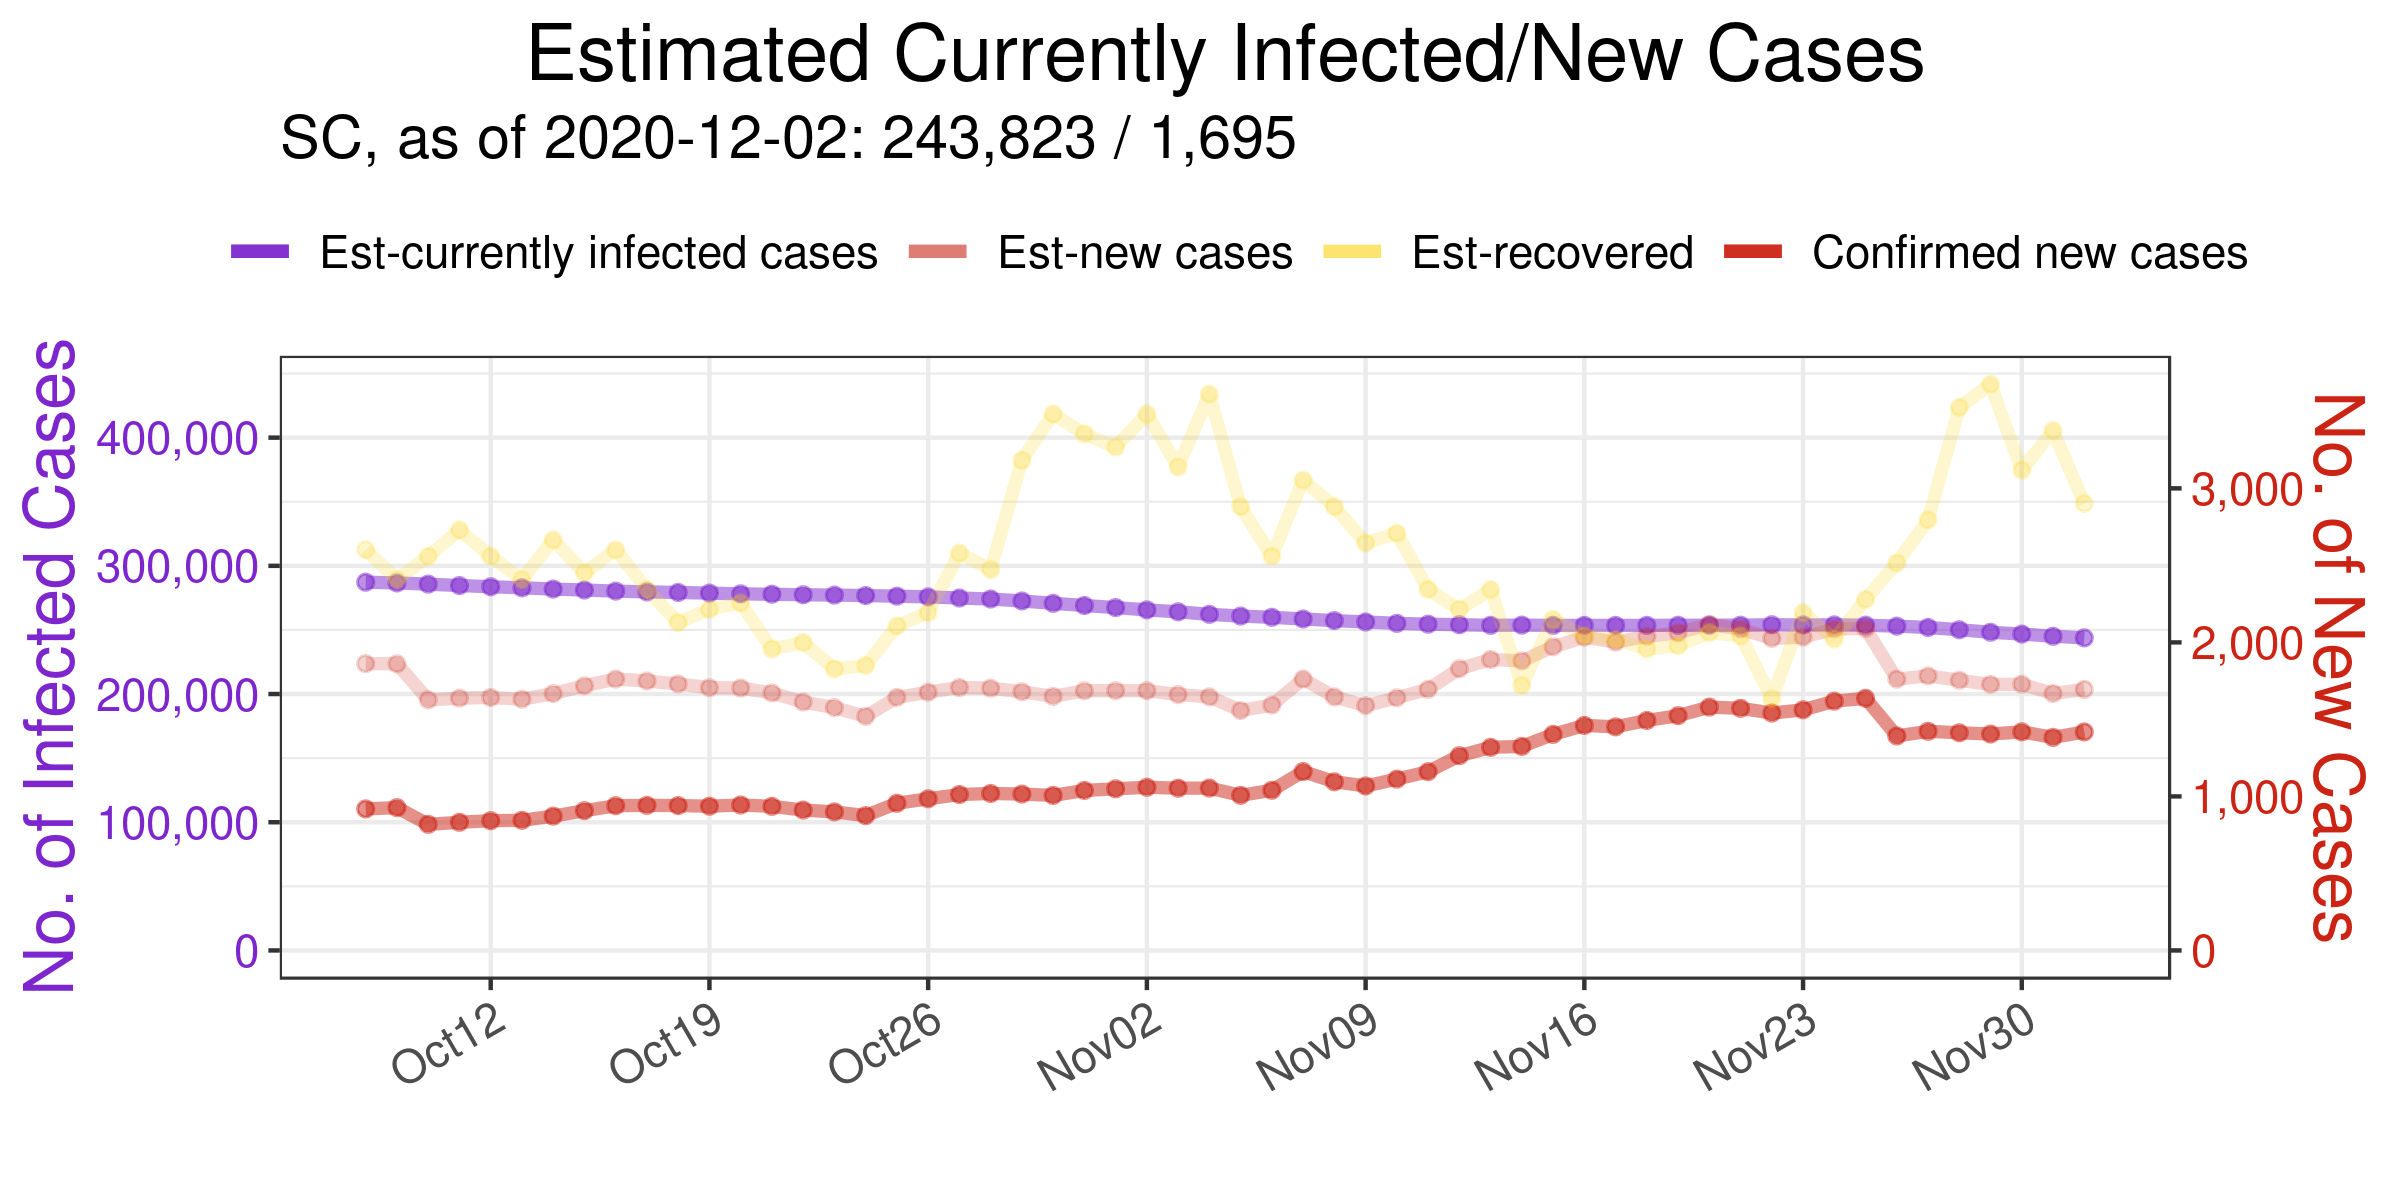 Estimated Currently Infected/New Cases
SC, as of 2020-12-02: 243,823 / 1,695
Est-currently infected cases Est-new cases Est-recovered Confirmed new cases
No. of Infected Cases
400,000
300,000
200,000
100,000
0
3,000
2,000
1,000
0
No. of New Cases
Oct12 Oct19 Oct26 Nov02 Nov09 Nov16 Nov23 Nov30